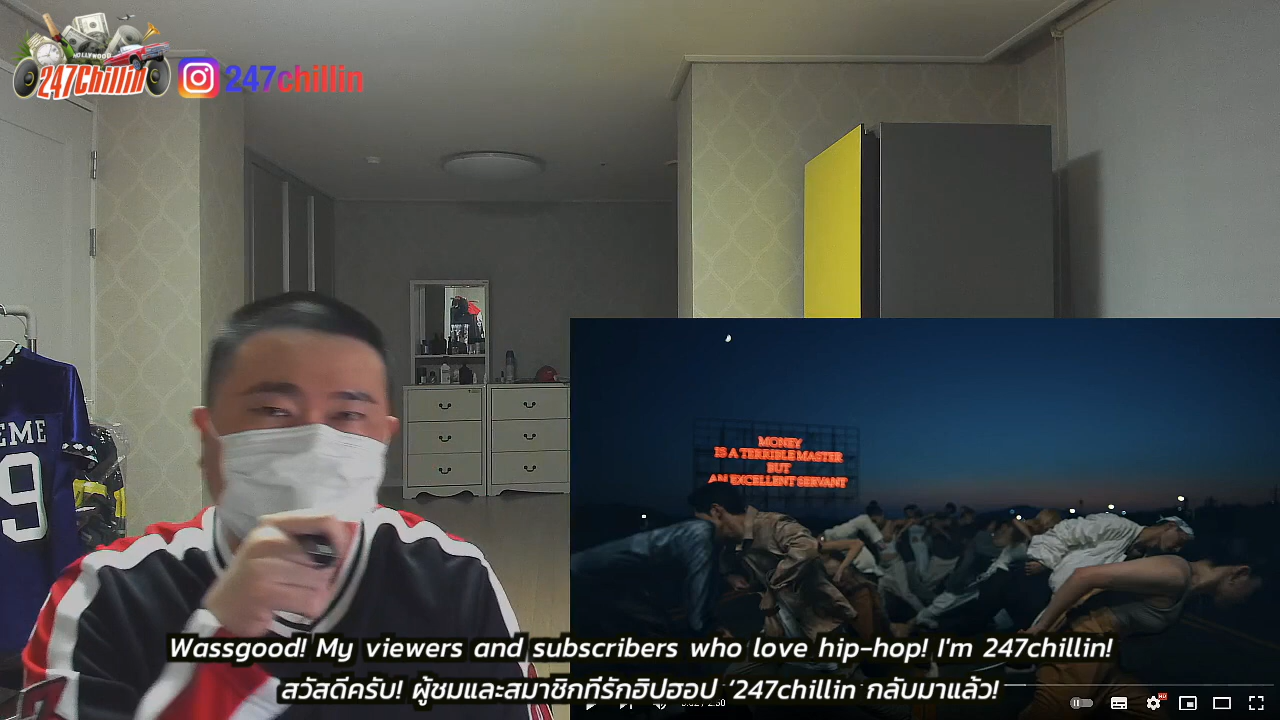 HOLLYWOOD
247Chillin
247chillin
EME
9
MONEY
IS A TERRIBLE MASTER
BUT
AN EXCELLENT SERVANT
Wassgood! My viewers and subscribers who love hip-hop! I'm 247chillin!
สวัสดีครับ! ผู้ชมและสมาชิกที่รักฮิปฮอป ‘247chillin กลับมาแล้ว!